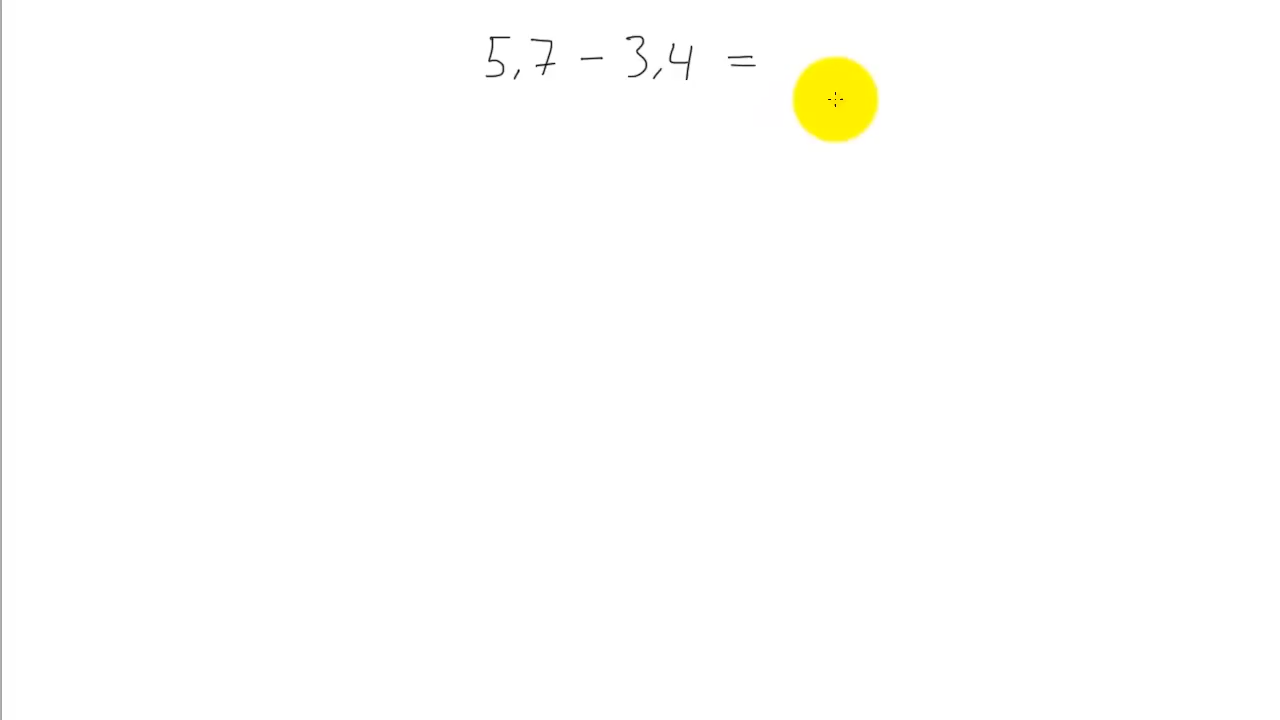 5,7 - 3,4 =